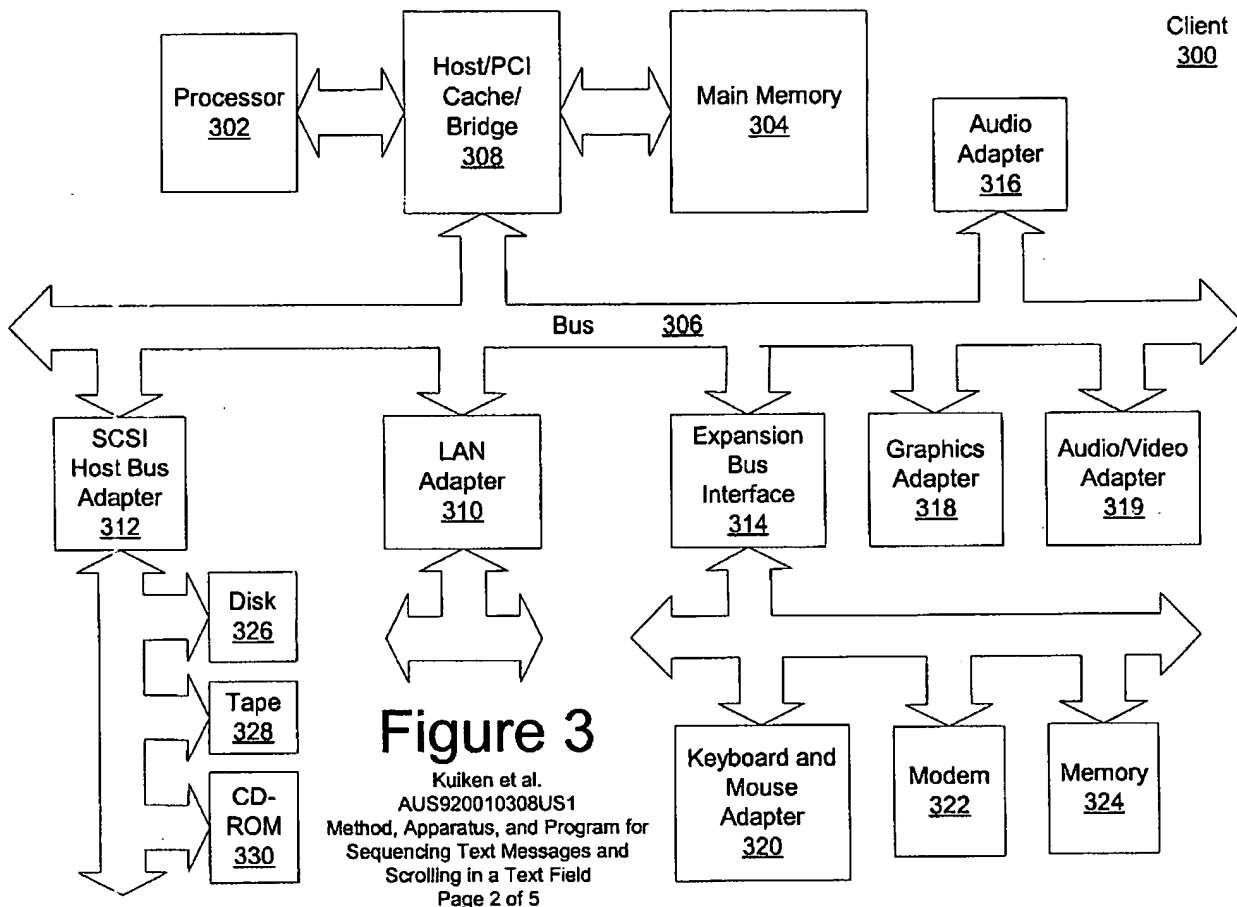 Client
300
Processor
302
Host/PCI
Cache/
Bridge
308
Main Memory
304
Audio
Adapter
316
Bus 306
SCSI
Host Bus
Adapter
312
LAN
Adapter
310
Expansion
Bus
Interface
314
Graphics
Adapter
318
Audio/Video
Adapter
319
Disk
326
Tape
328
CD-
ROM
330
Keyboard and
Mouse
Adapter
320
Modem
322
Memory
324
Figure 3
Kuiken et al.
AUS920010308US1
Method, Apparatus, and Program for
Sequencing Text Messages and
Scrolling in a Text Field
Page 2 of 5